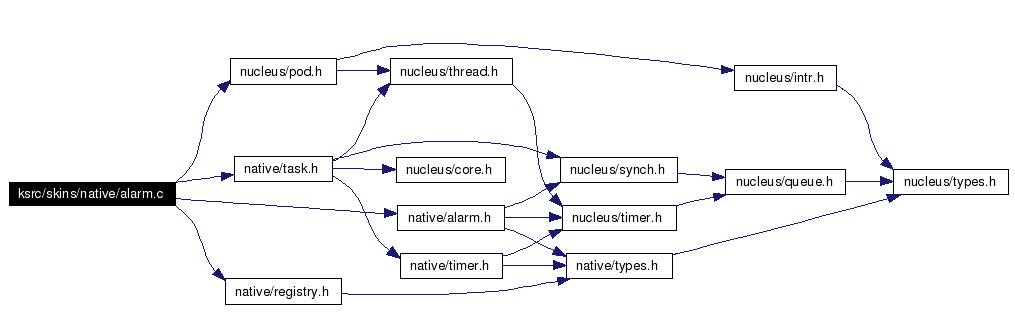 ksrc/skins/native/alarm.c
nucleus/pod.h
native/task.h
native/registry.h
nucleus/thread.h
nucleus/core.h
native/alarm.h
native/timer.h
nucleus/synch.h
nucleus/timer.h
native/types.h
nucleus/intr.h
nucleus/queue.h
nucleus/types.h